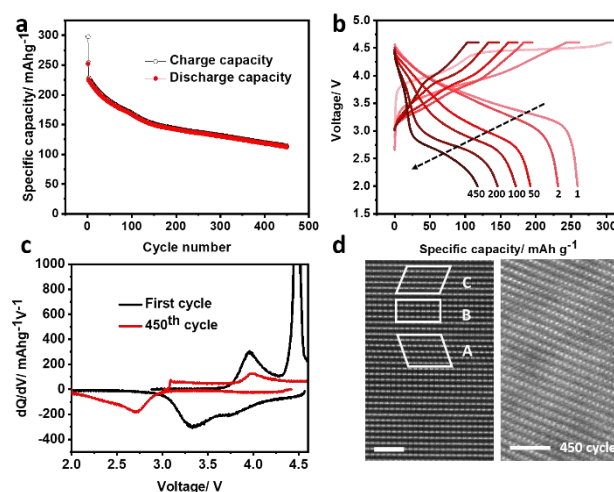 a
Specific capacity/ mAhg-1
300
250
200
150
100
50
0
0 100 200 300 400 500
Cycle number
Charge capacity
Discharge capacity
b
Voltage/ V
5.0
4.5
4.0
3.5
3.0
2.5
2.0
1.5
450 200 100 50 2 1
0 50 100 150 200 250 300
Specific capacity/ mAh g-1
c
dQ/dV/ mAhg-1V-1
1000
800
600
400
200
0
-200
-400
First cycle
450th cycle
2.0 2.5 3.0 3.5 4.0 4.5
Voltage/ V
d
C
B
A
450 cycle